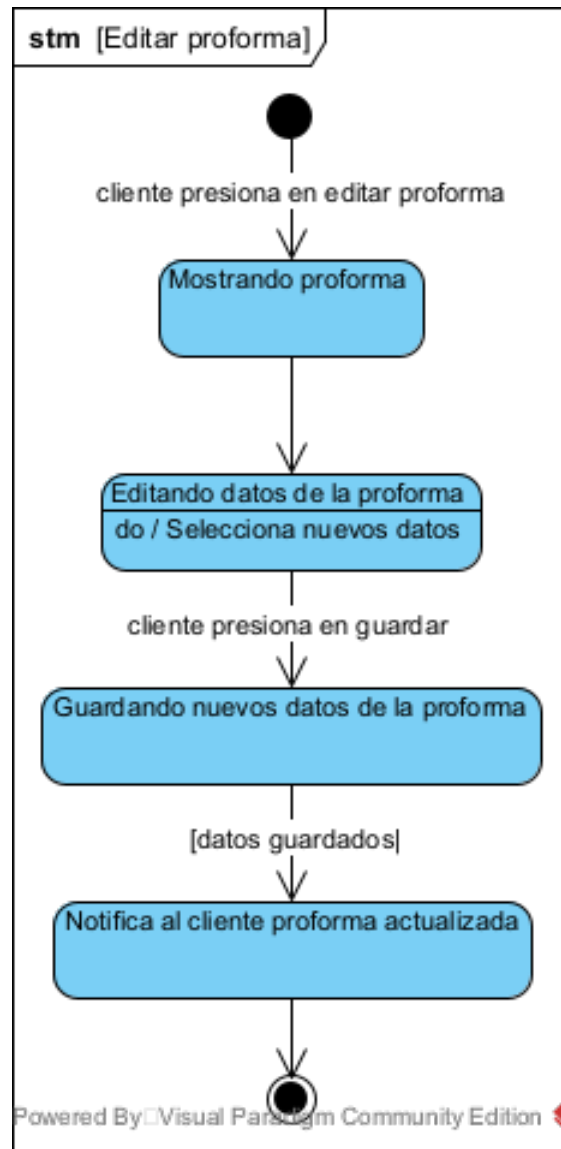 stm [Editar proforma]
cliente presiona en editar proforma
Mostrando proforma
Editando datos de la proforma
do / Selecciona nuevos datos
cliente presiona en guardar
Guardando nuevos datos de la proforma
[datos guardados|
Notifica al cliente proforma actualizada
Powered By□Visual Paradigm Community Edition